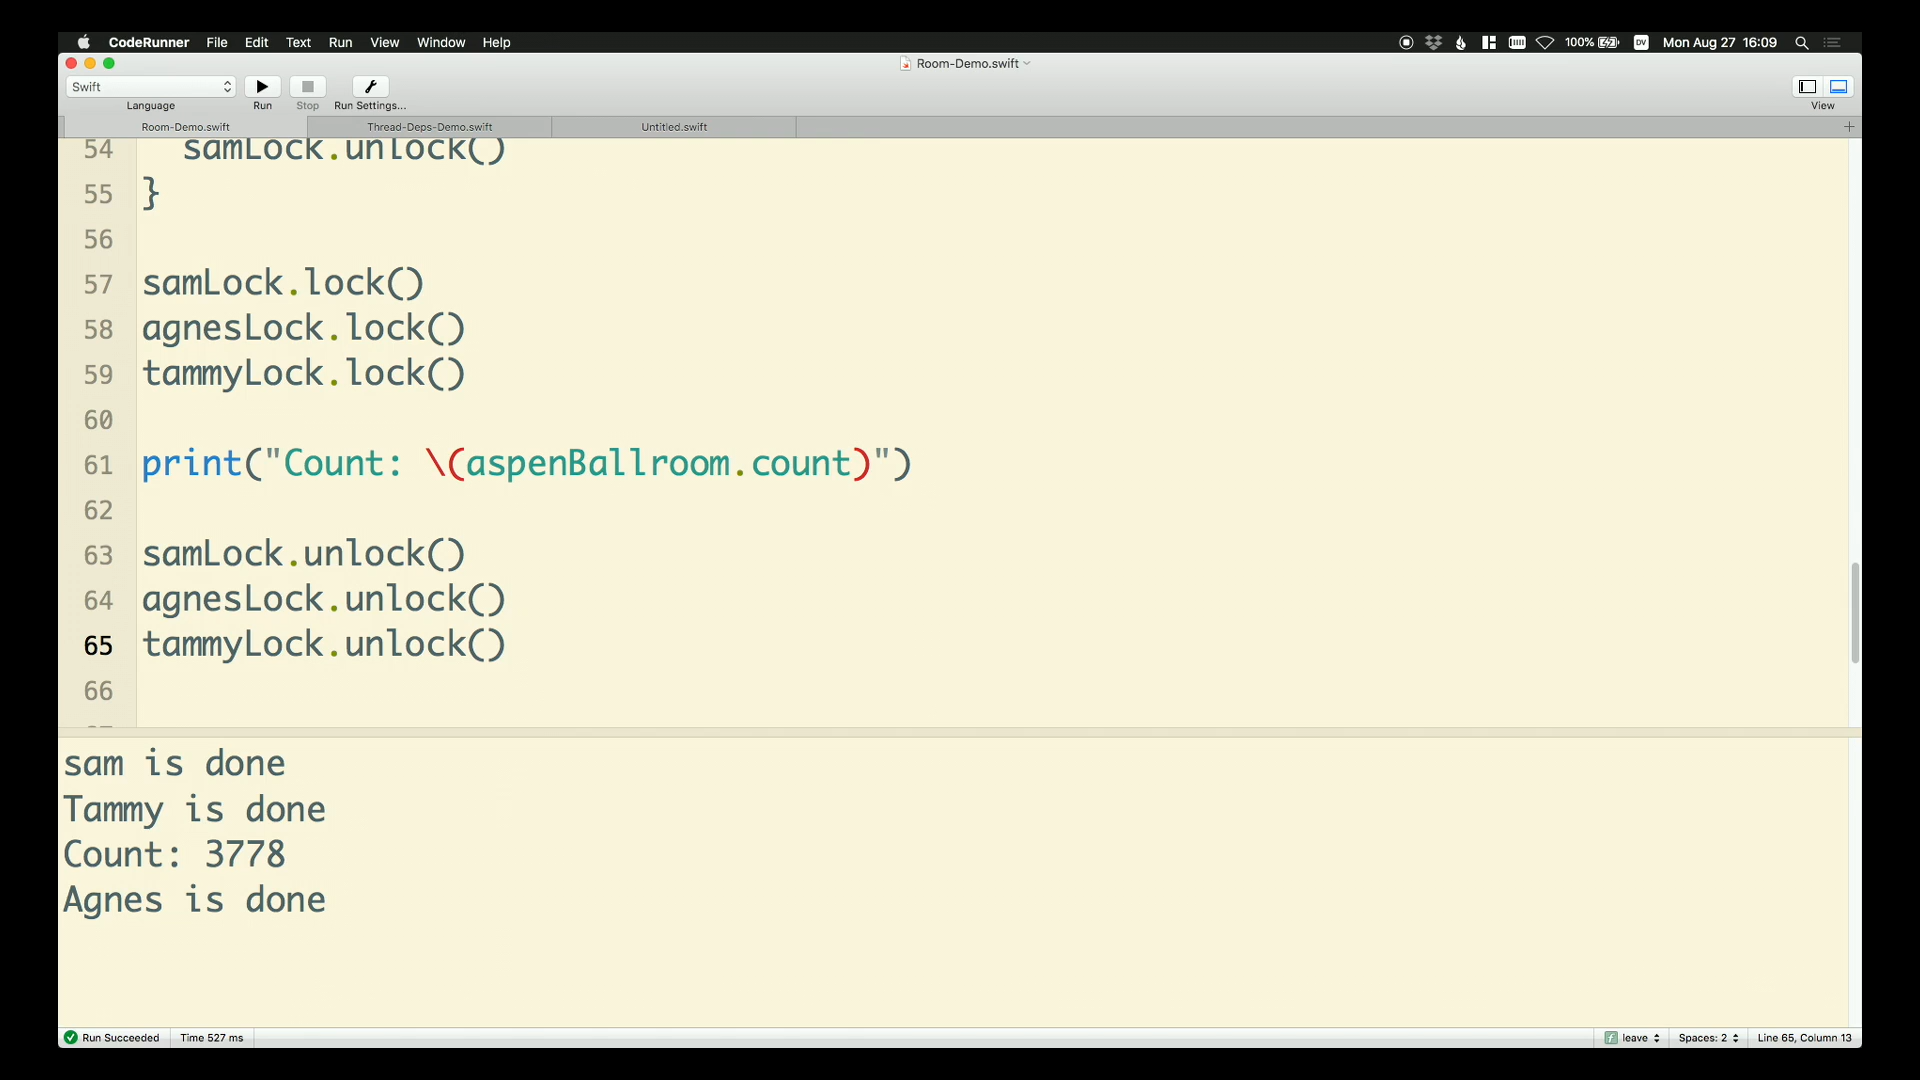 CodeRunner File Edit Text Run View Window Help 100% DV Mon Aug 27 16:09
Room-Demo.swift
Swift
Language Run Stop Run Settings... View
Room-Demo.swift Thread-Deps-Demo.swift Untitled.swift
54 samLock.unlock()
55 }
56
57 samLock.lock()
58 agnesLock.lock()
59 tammyLock.lock()
60
61 print("Count: \(aspenBallroom.count)")
62
63 samLock.unlock()
64 agnesLock.unlock()
65 tammyLock.unlock()
66
sam is done
Tammy is done
Count: 3778
Agnes is done
Run Succeeded Time 527 ms f leave Spaces: 2 Line 65, Column 13